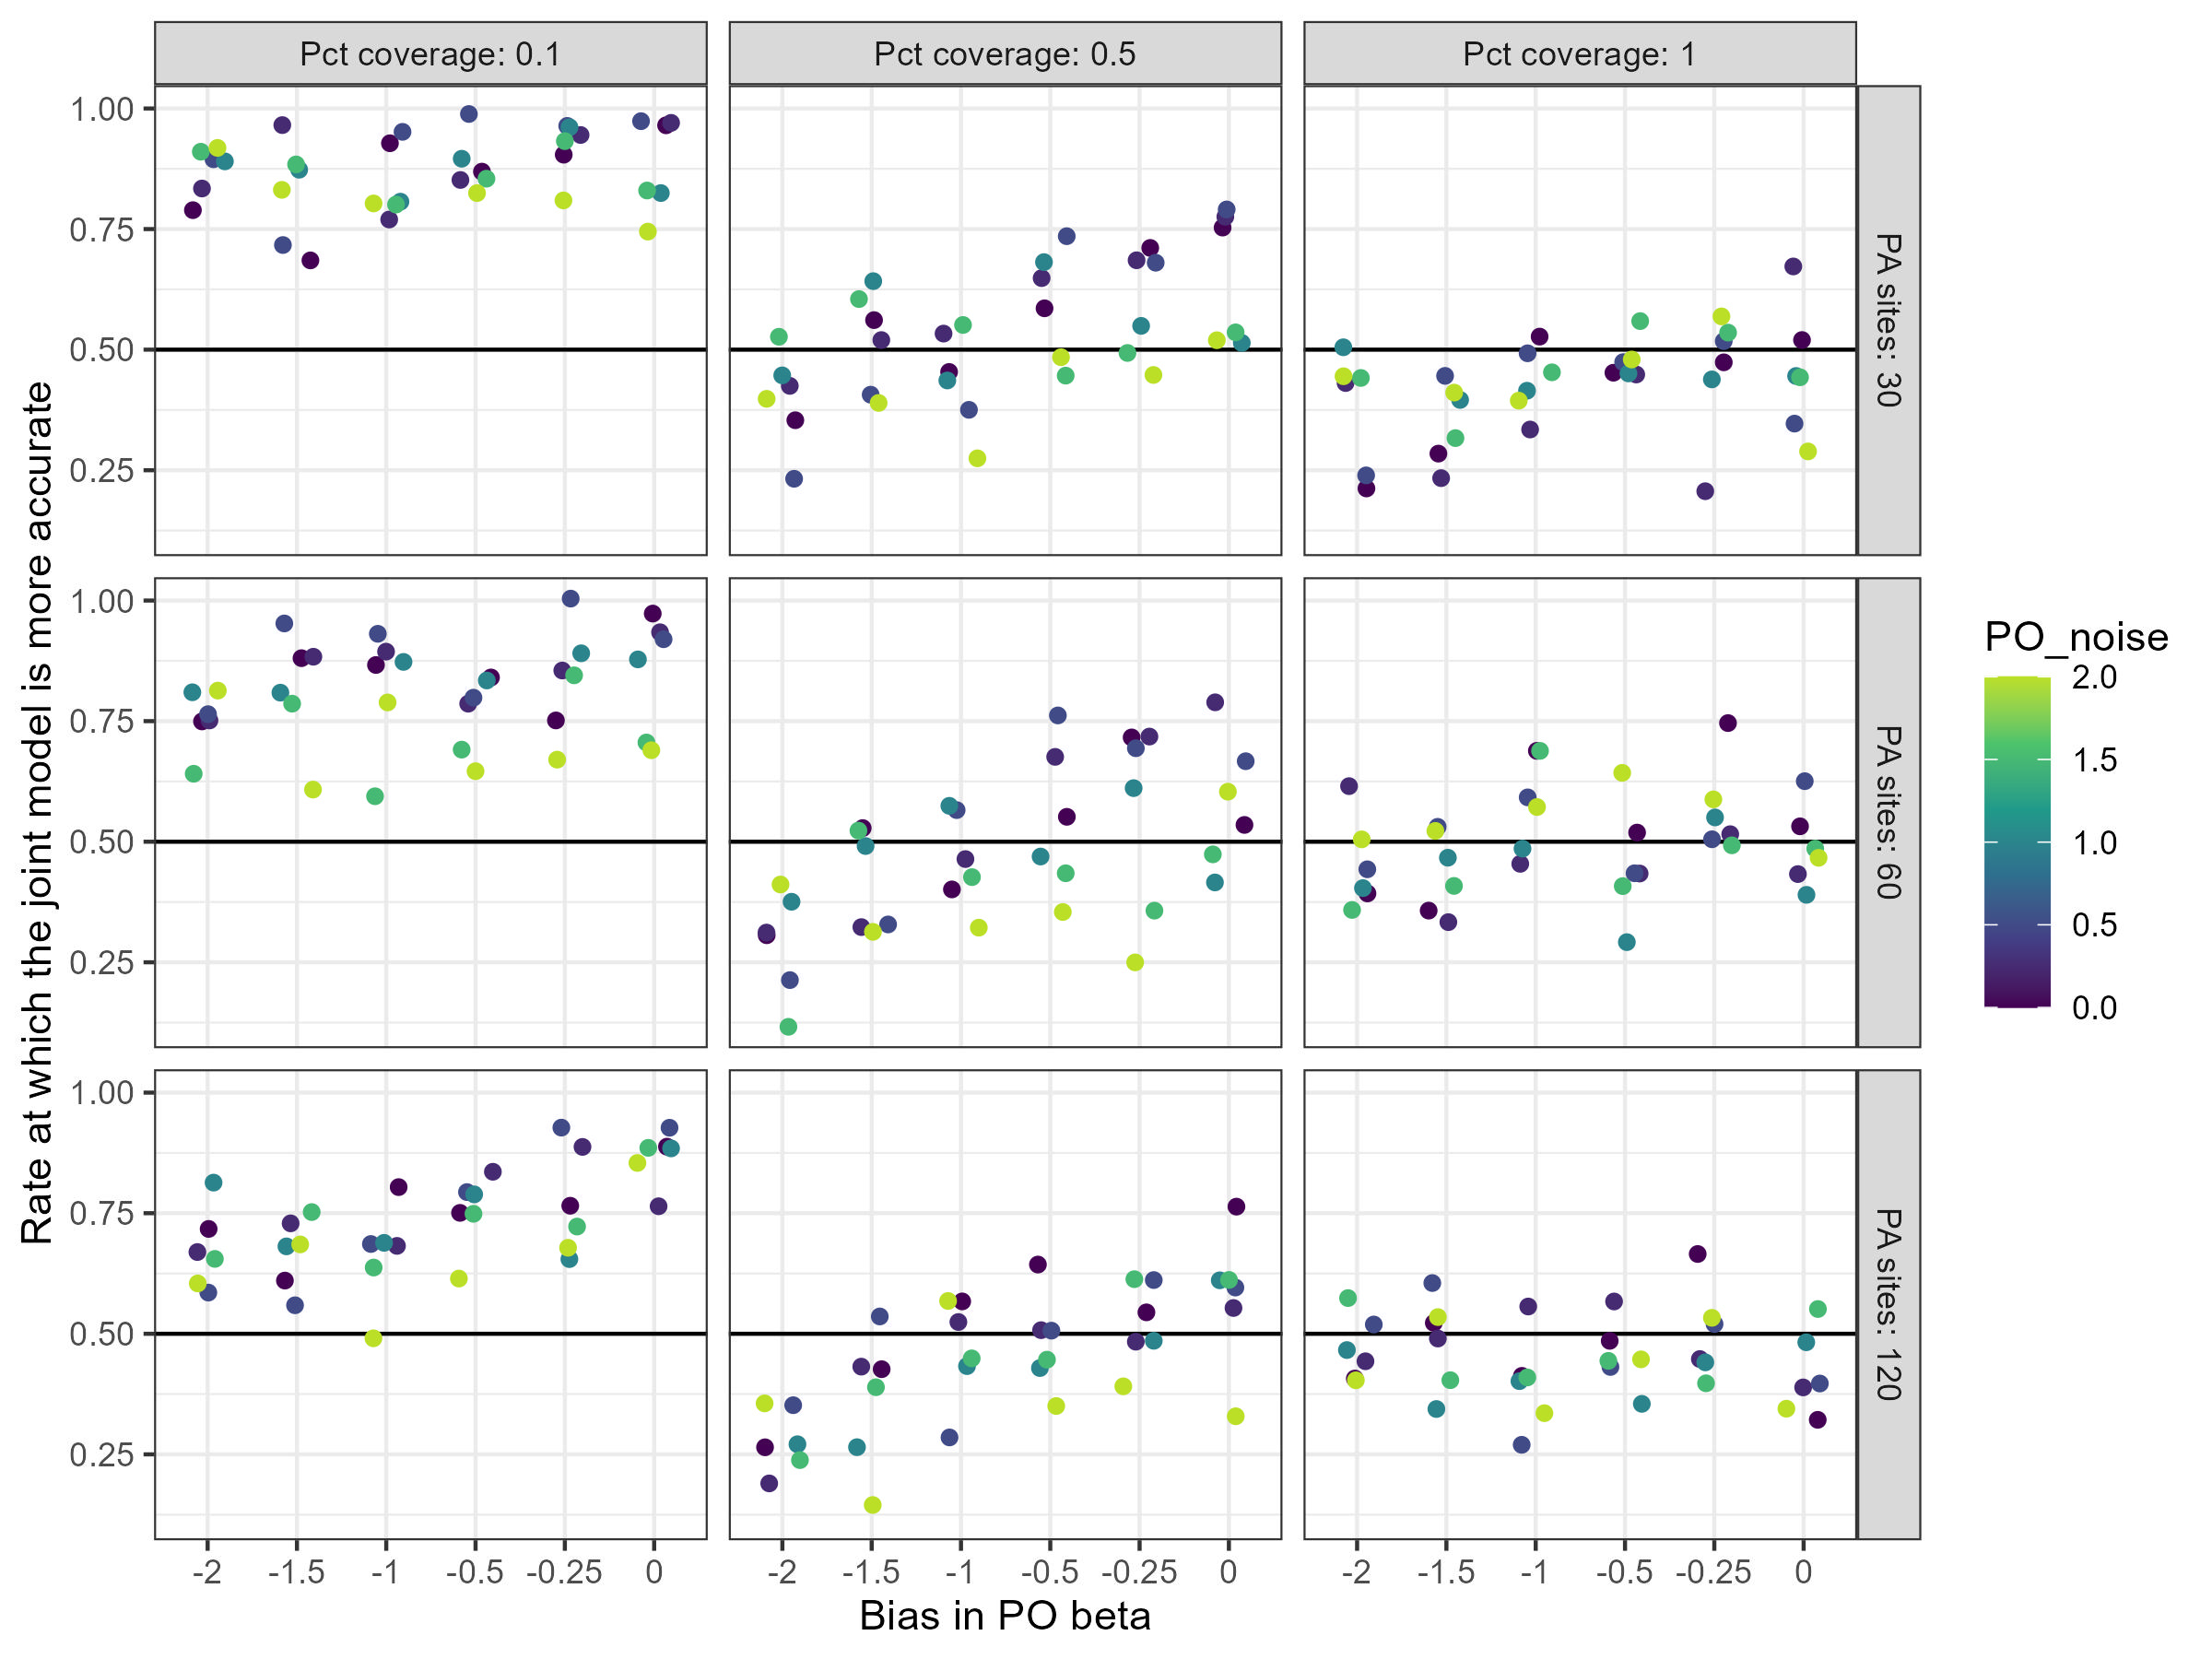 Pct coverage: 0.1
Pct coverage: 0.5
Pct coverage: 1
Rate at which the joint model is more accurate
1.00
0.75
0.50
0.25
PA sites: 30
1.00
0.75
0.50
0.25
PA sites: 60
1.00
0.75
0.50
0.25
PA sites: 120
-2 -1.5 -1 -0.5 -0.25 0
-2 -1.5 -1 -0.5 -0.25 0
-2 -1.5 -1 -0.5 -0.25 0
Bias in PO beta
PO_noise
2.0
1.5
1.0
0.5
0.0